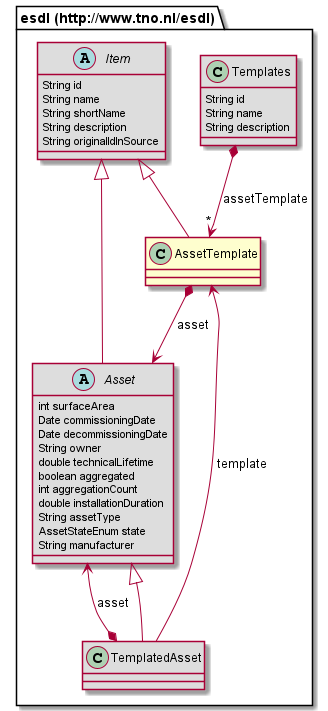 esdl (http://www.tno.nl/esdl)
A Item
String id
String name
String shortName
String description
String originalIdInSource
C Templates
String id
String name
String description
assetTemplate
*
C AssetTemplate
asset
A Asset
int surfaceArea
Date commissioningDate
Date decommissioningDate
String owner
double technicalLifetime
boolean aggregated
int aggregationCount
double installationDuration
String assetType
AssetStateEnum state
String manufacturer
template
asset
C TemplatedAsset